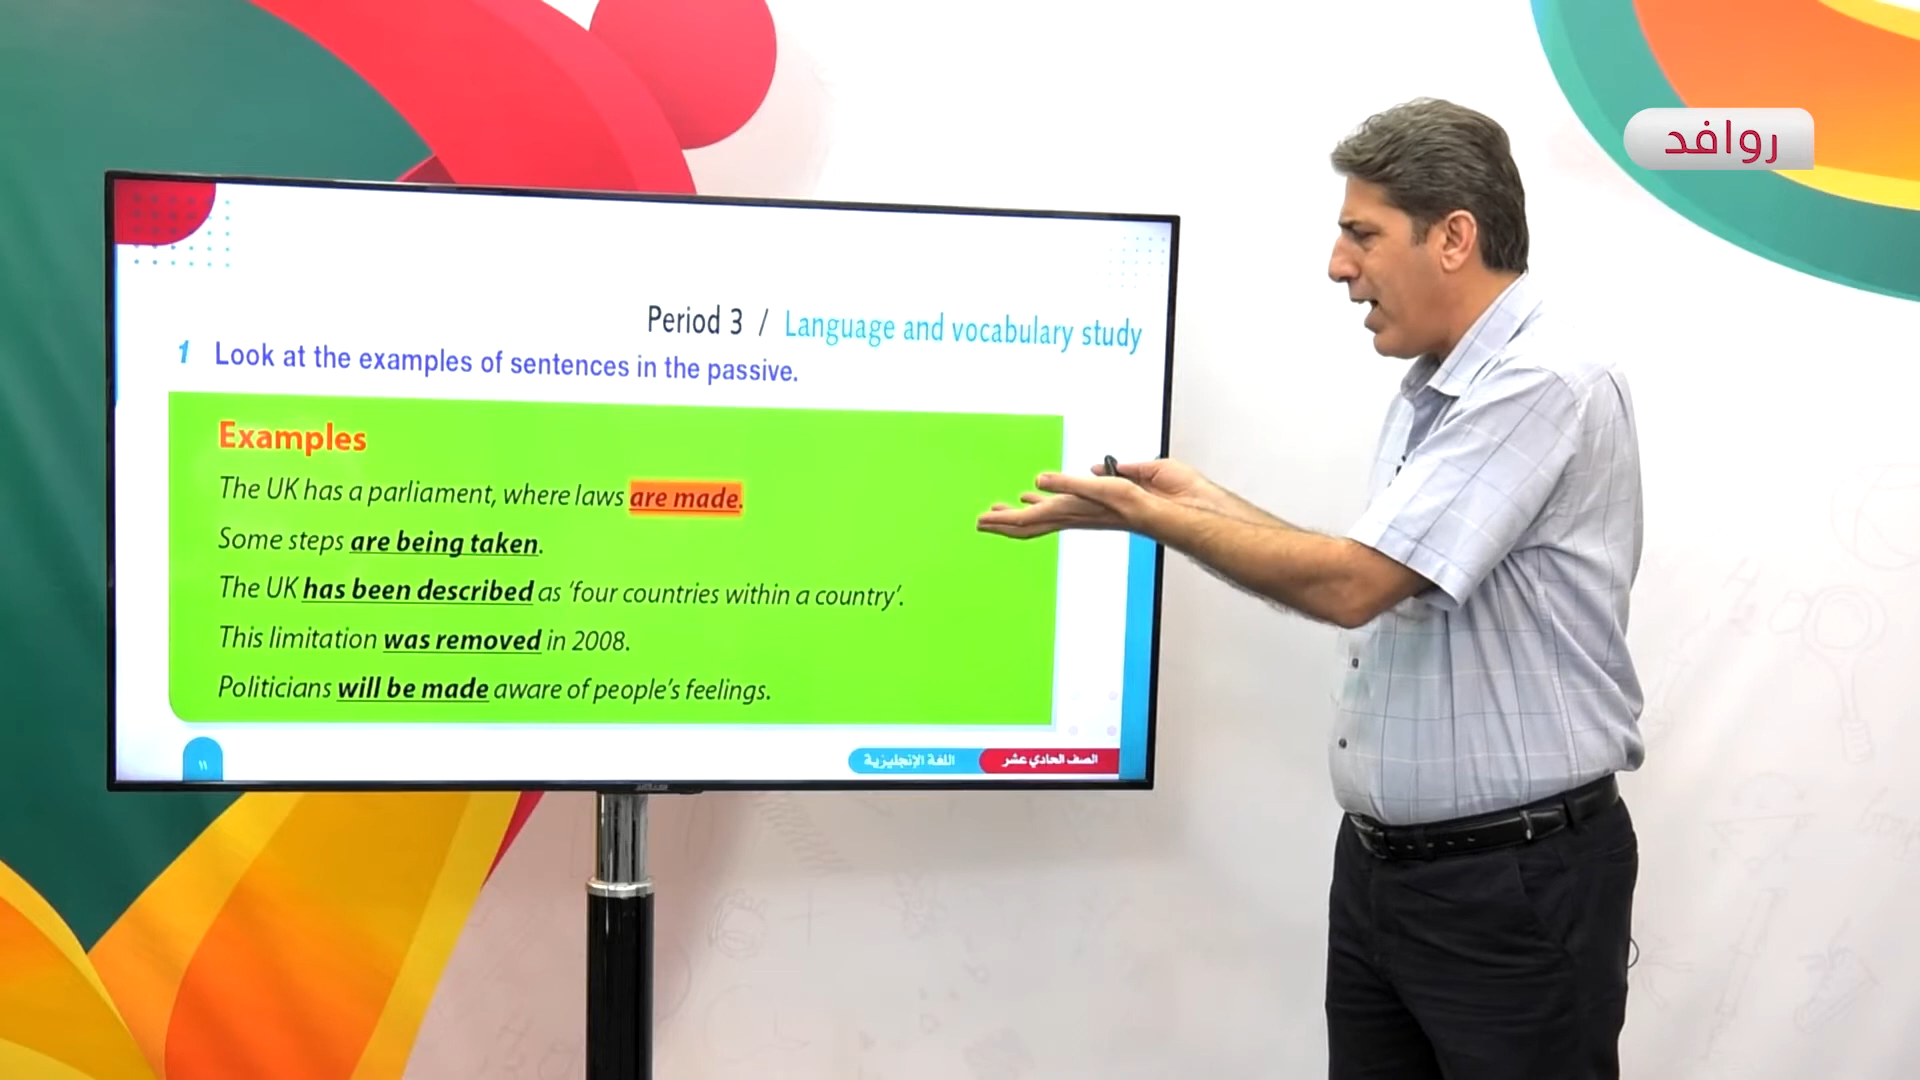 روافد
Period 3 / Language and vocabulary study
1 Look at the examples of sentences in the passive.
Examples
The UK has a parliament, where laws are made.
Some steps are being taken.
The UK has been described as ‘four countries within a country’.
This limitation was removed in 2008.
Politicians will be made aware of people’s feelings.
١١
الصف الحادي عشر اللغة الإنجليزية